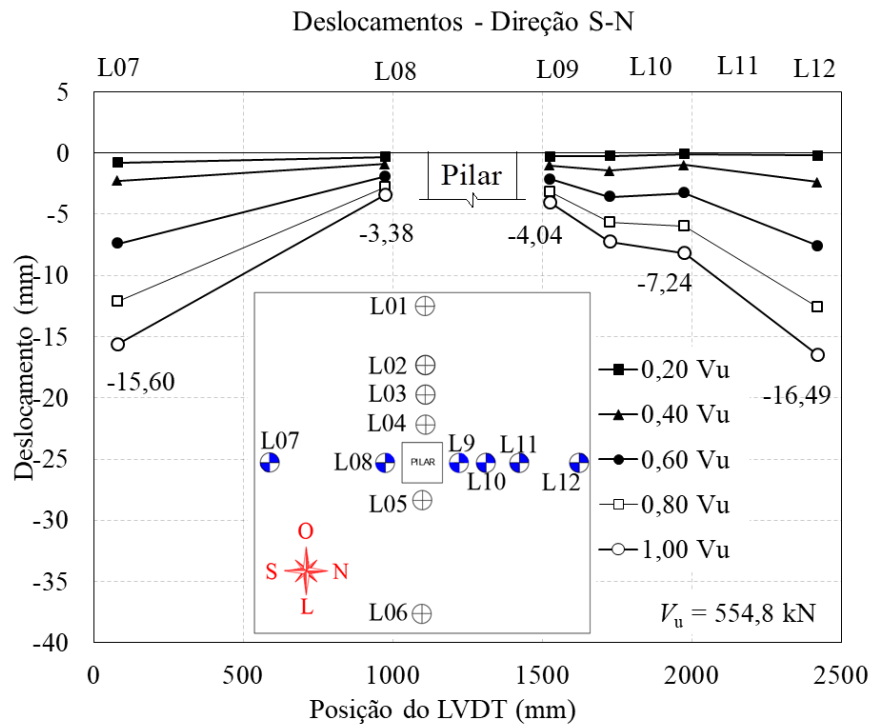 Deslocamentos - Direção S-N
L07
L08
L09
L10
L11
L12
5
0
-5
-10
-15
-20
-25
-30
-35
-40
Deslocamento (mm)
Pilar
-3,38
-4,04
-7,24
-15,60
-16,49
L01
L02
L03
L04
L07
L08
PILAR
L9
L10
L11
L12
L05
L06
O
S
N
L
0,20 Vu
0,40 Vu
0,60 Vu
0,80 Vu
1,00 Vu
Vu = 554,8 kN
0
500
1000
1500
2000
2500
Posição do LVDT (mm)